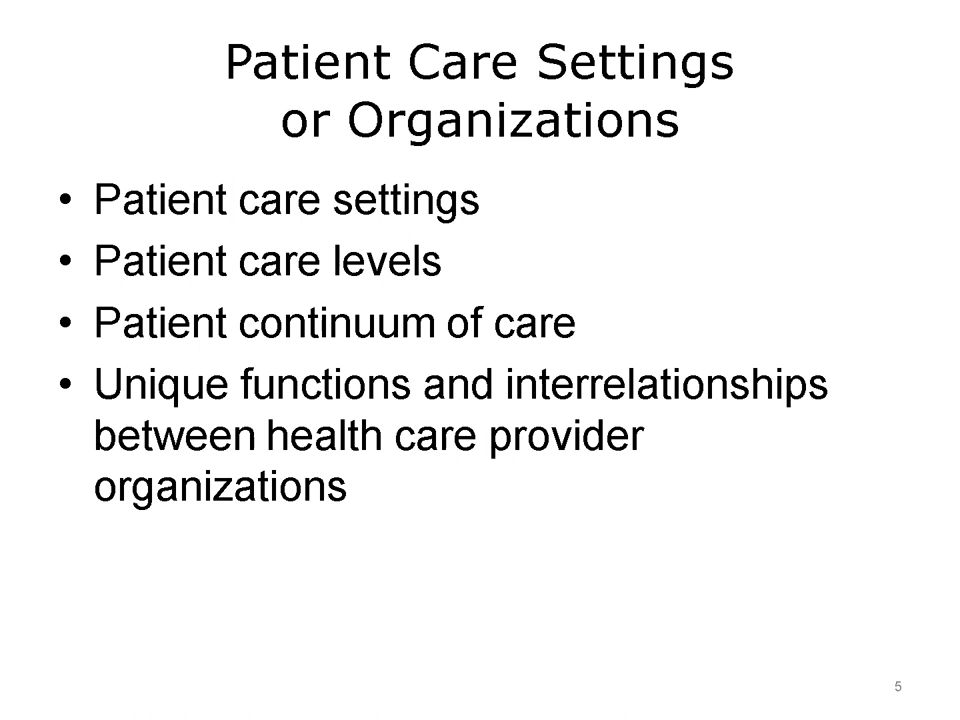 Patient Care Settings
or Organizations
• Patient care settings
• Patient care levels
• Patient continuum of care
• Unique functions and interrelationships
between health care provider
organizations
5